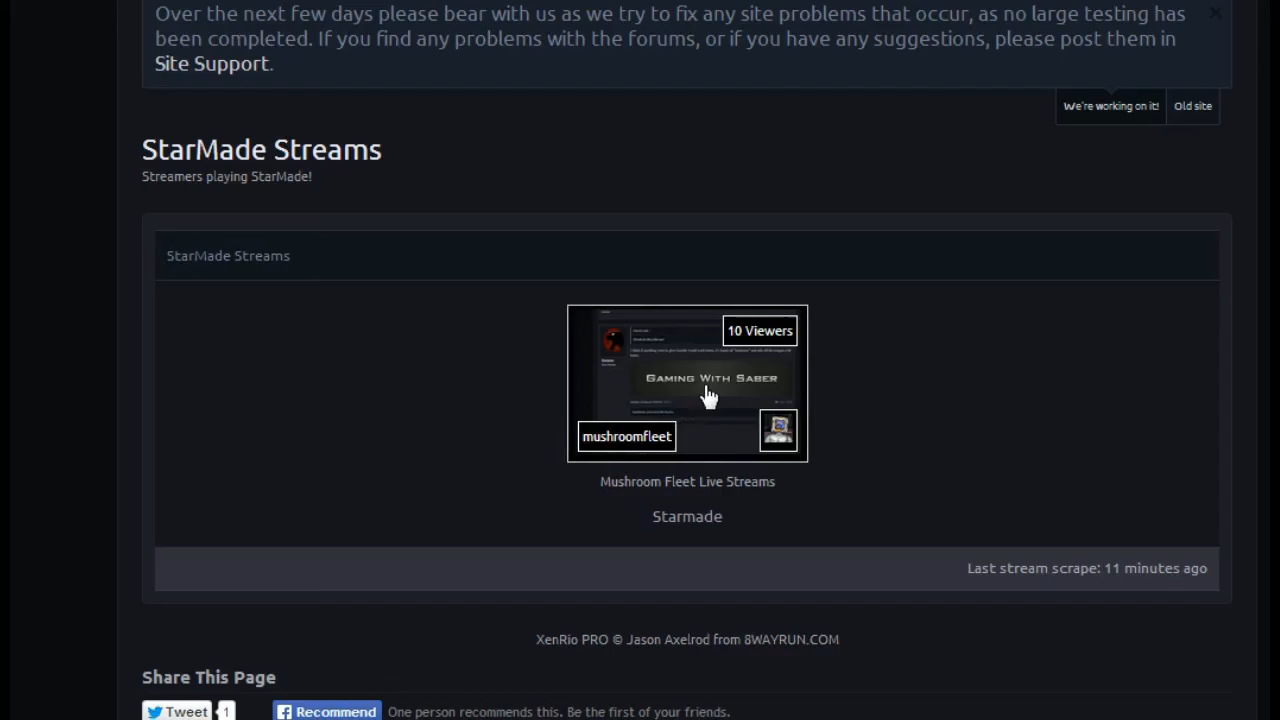 Over the next few days please bear with us as we try to fix any site problems that occur, as no large testing has
been completed. If you find any problems with the forums, or if you have any suggestions, please post them in
Site Support.
We're working on it!
Old site
StarMade Streams
Streamers playing StarMade!
StarMade Streams
10 Viewers
GAMING WITH SABER
mushroomfleet
Mushroom Fleet Live Streams
Starmade
Last stream scrape: 11 minutes ago
XenRio PRO © Jason Axelrod from 8WAYRUN.COM
Share This Page
Tweet 1
Recommend One person recommends this. Be the first of your friends.